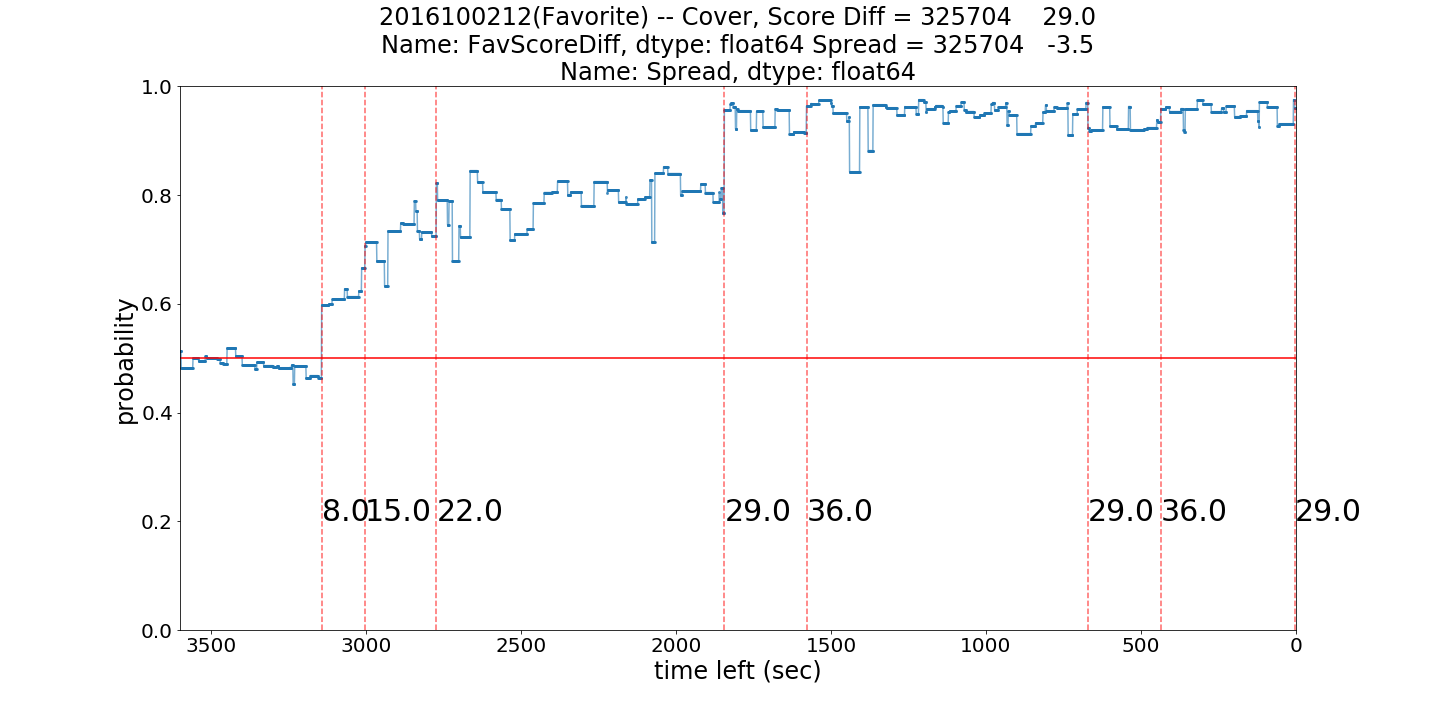 2016100212(Favorite) -- Cover, Score Diff = 325704    29.0
Name: FavScoreDiff, dtype: float64 Spread = 325704   -3.5
Name: Spread, dtype: float64
1.0
0.8
0.6
0.4
0.2
0.0
probability
8.0 15.0 22.0 29.0 36.0 29.0 36.0 29.0
3500 3000 2500 2000 1500 1000 500 0
time left (sec)